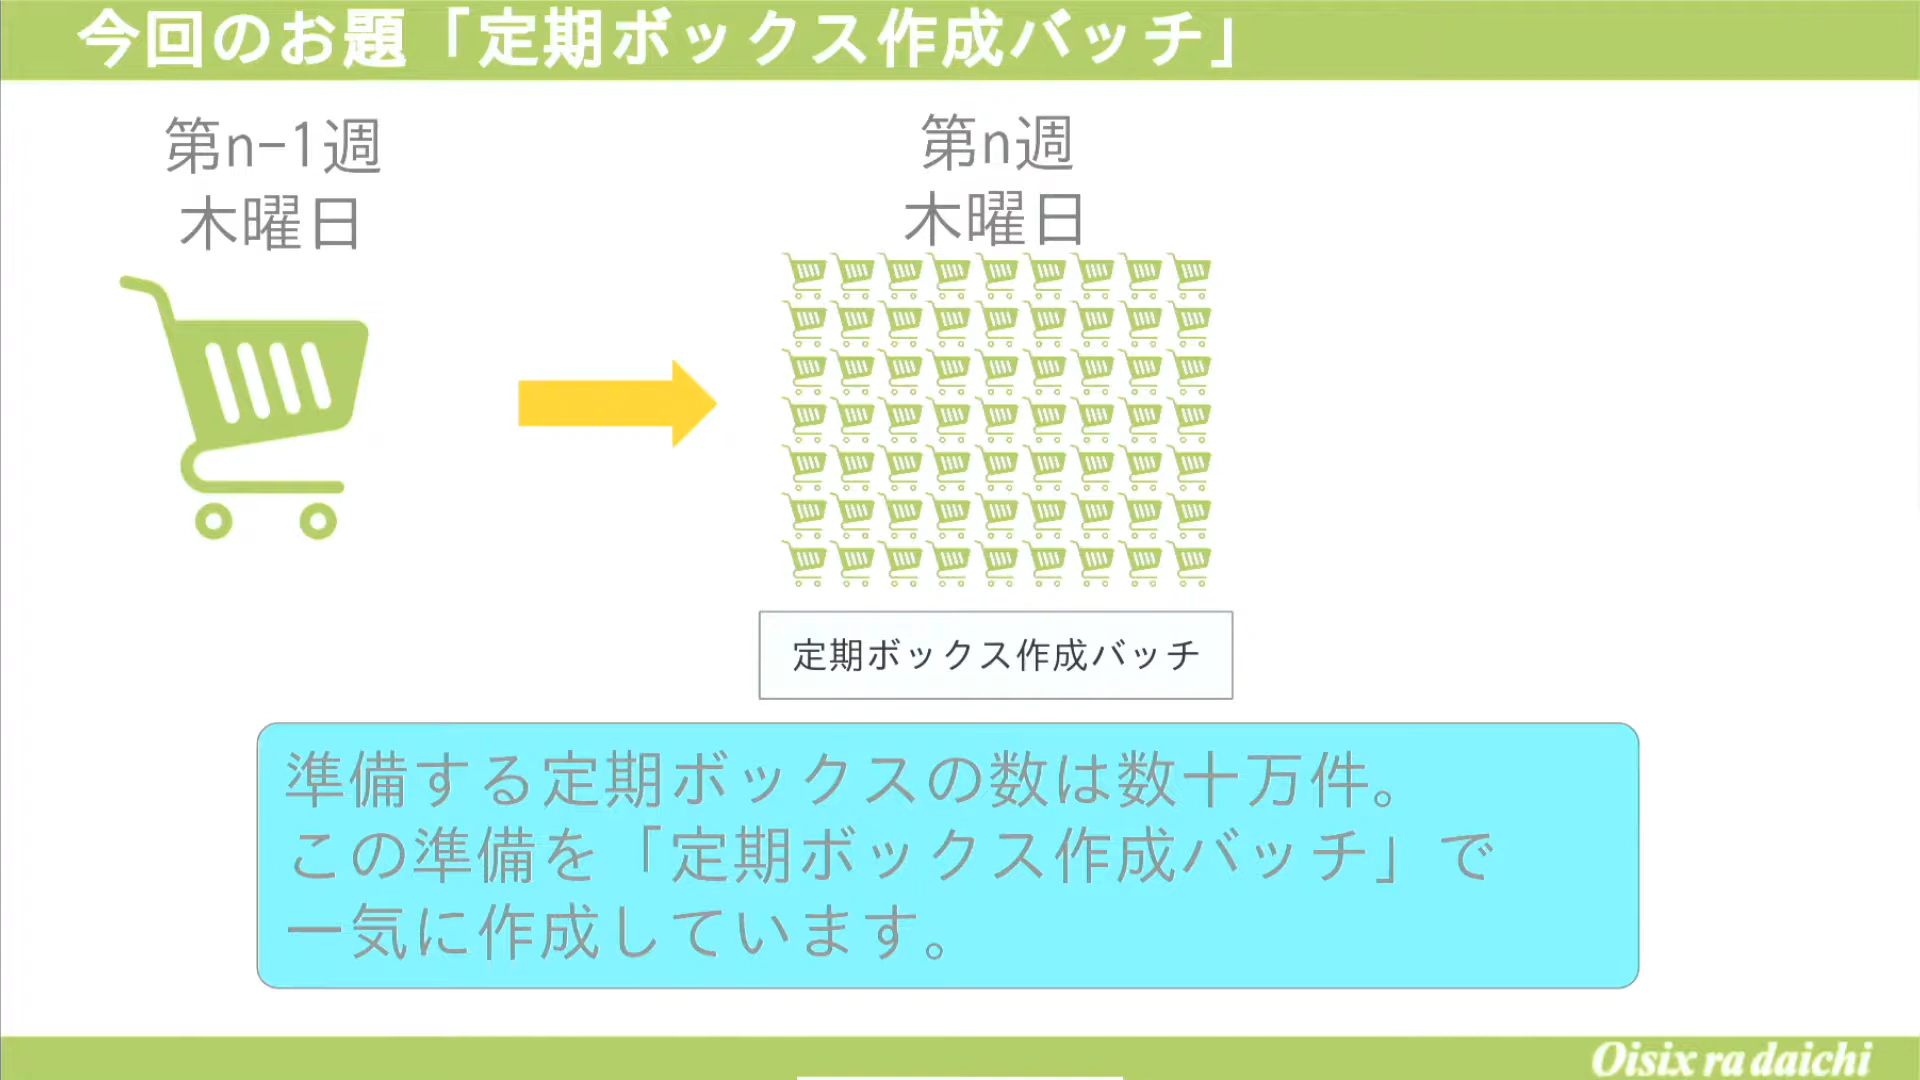 今回のお題「定期ボックス作成バッチ」
第n-1週
木曜日
第n週
木曜日
定期ボックス作成バッチ
準備する定期ボックスの数は数十万件。
この準備を「定期ボックス作成バッチ」で
一気に作成しています。
Oisix ra daichi